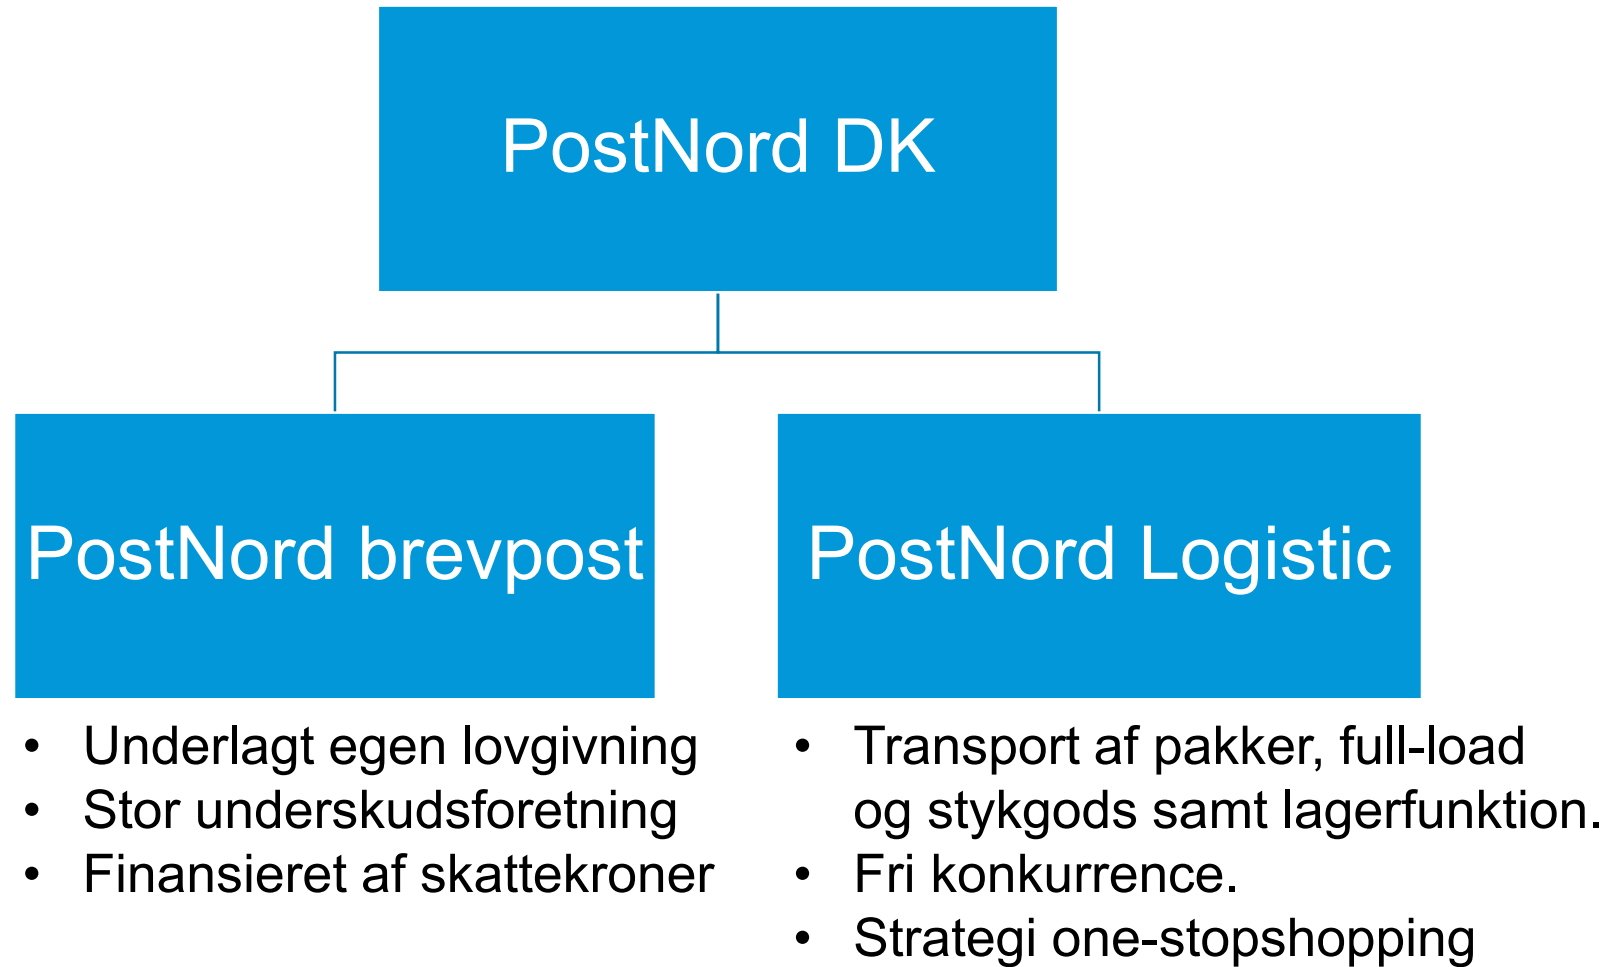 PostNord DK
PostNord brevpost
PostNord Logistic
• Underlagt egen lovgivning
• Stor underskudsforetning
• Finansieret af skattekroner
• Transport af pakker, full-load
og stykgods samt lagerfunktion.
• Fri konkurrence.
• Strategi one-stopshopping